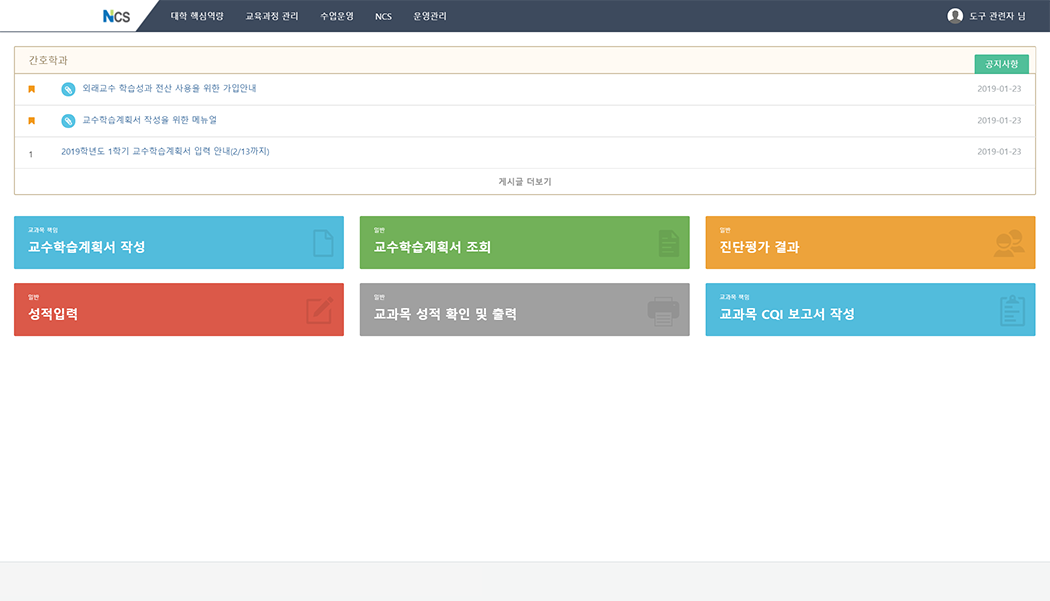 NCS
대학 핵심역량 교육과정 관리 수업운영 NCS 운영관리
도구 관련자 님
간호학과
공지사항
외래교수 학습성과 전산 사용을 위한 가입안내 2019-01-23
교수학습계획서 작성을 위한 메뉴얼 2019-01-23
1 2019학년도 1학기 교수학습계획서 입력 안내(2/13까지) 2019-01-23
게시글 더보기
교과목 책임
교수학습계획서 작성
일반
교수학습계획서 조회
일반
진단평가 결과
일반
성적입력
일반
교과목 성적 확인 및 출력
교과목 책임
교과목 CQI 보고서 작성